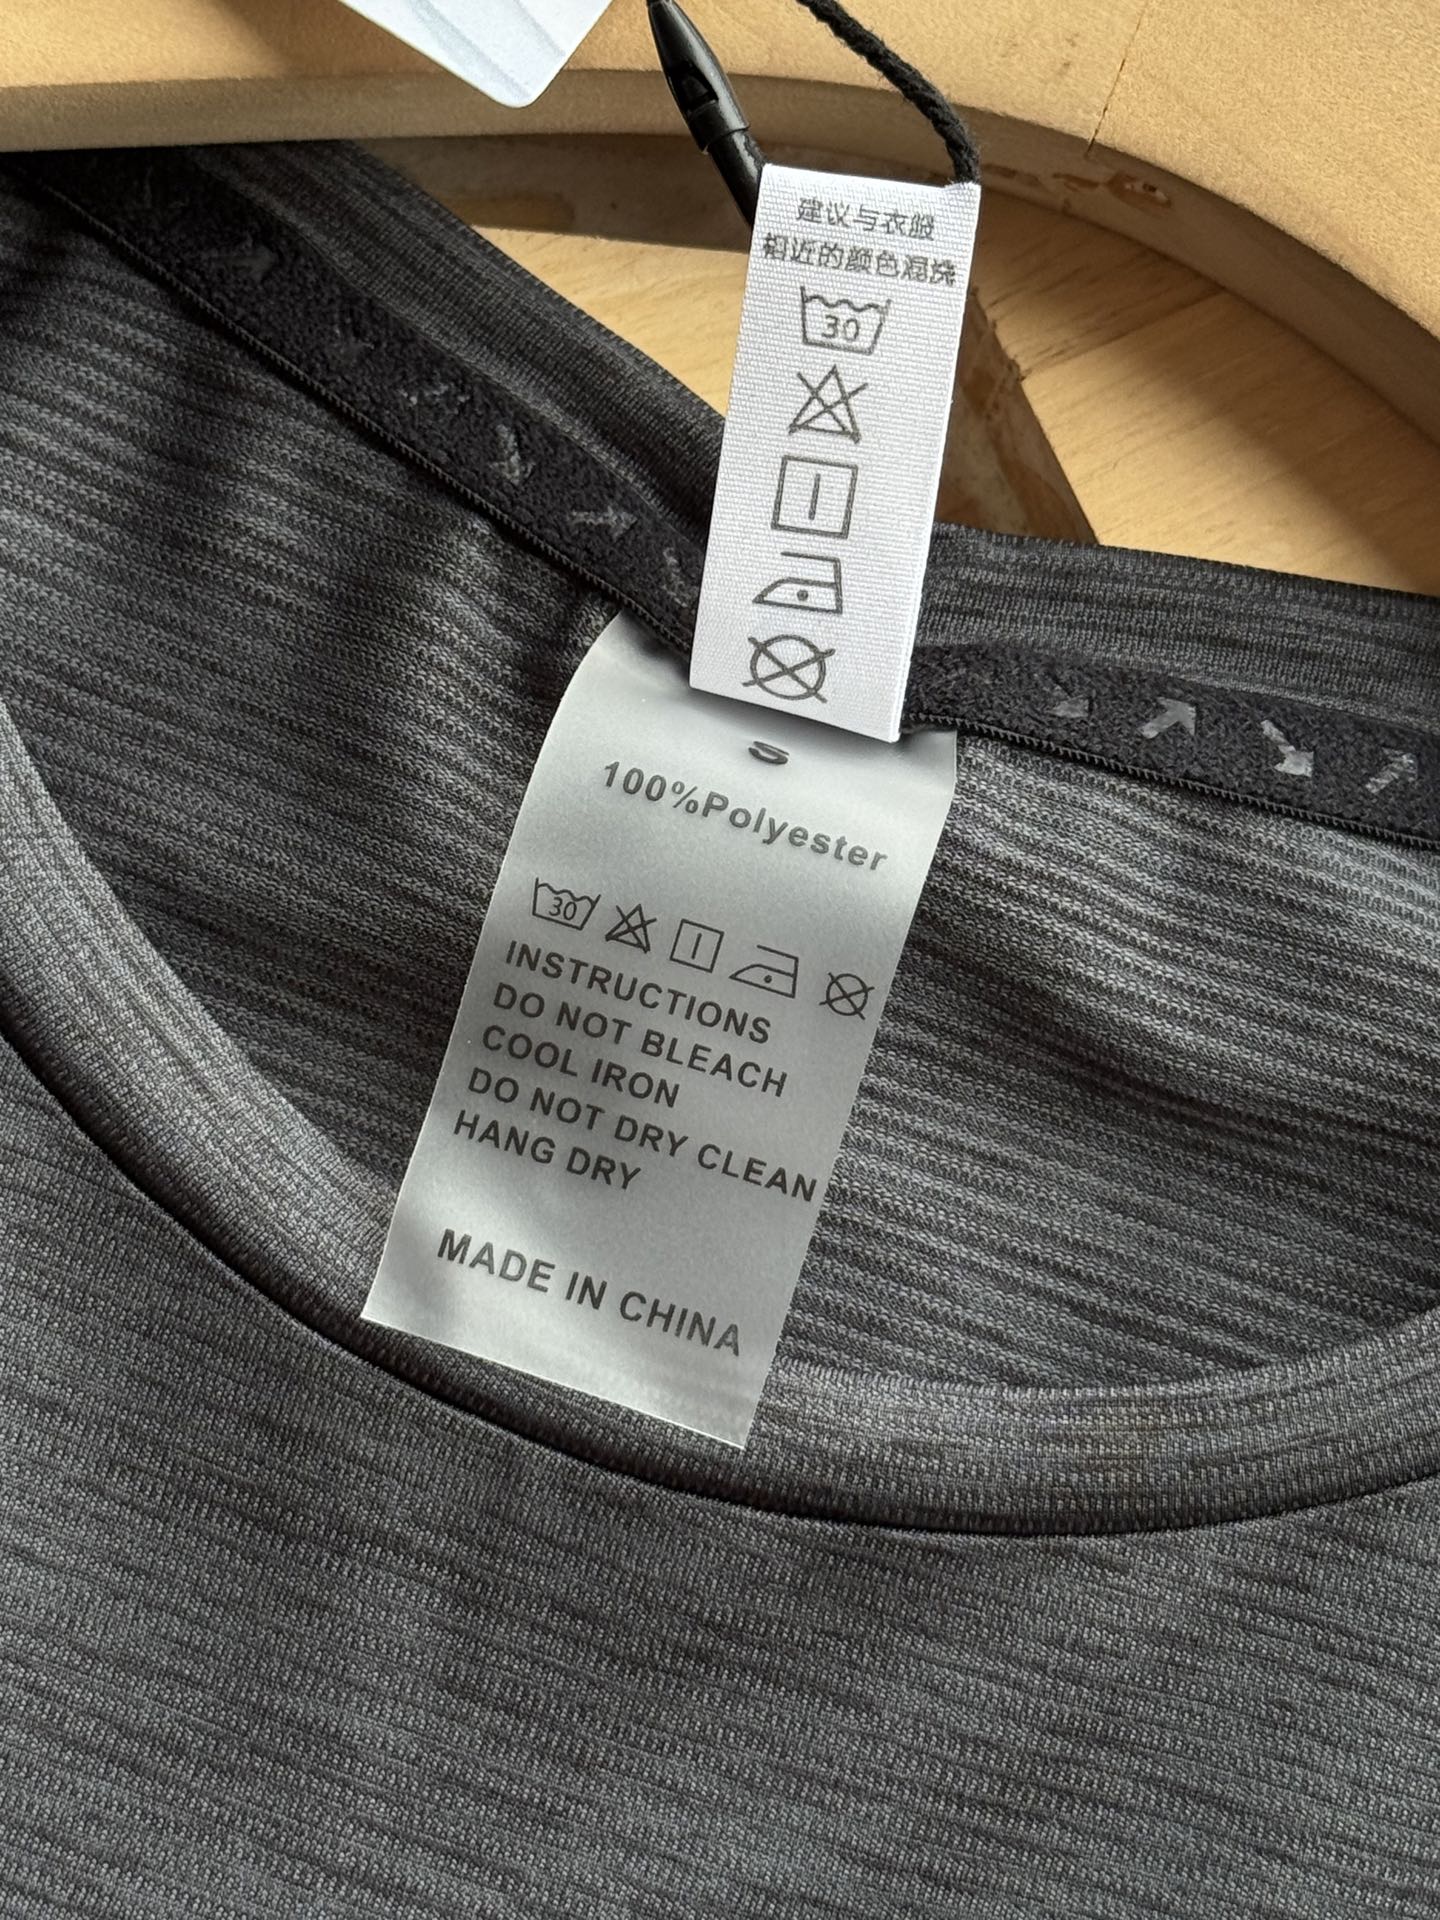 建议与衣服
相近的颜色混洗
30
S
100%Polyester
30
INSTRUCTIONS
DO NOT BLEACH
COOL IRON
DO NOT DRY CLEAN
HANG DRY
MADE IN CHINA